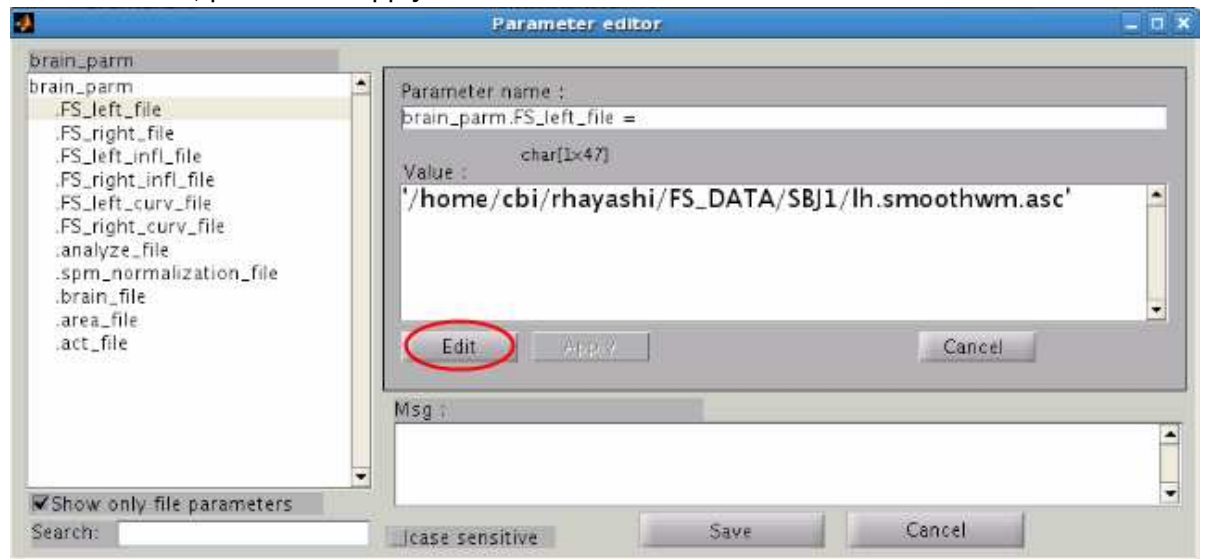 Parameter editor
brain_parm
brain_parm
.FS_left_file
.FS_right_file
.FS_left_infl_file
.FS_right_infl_file
.FS_left_curv_file
.FS_right_curv_file
.analyze_file
.spm_normalization_file
.brain_file
.area_file
.act_file
Show only file parameters
Search:
Parameter name :
brain_parm.FS_left_file =
char[1×47]
Value :
'/home/cbi/rhayashi/FS_DATA/SBJ1/lh.smoothwm.asc'
Edit Apply Cancel
Msg :
case sensitive Save Cancel